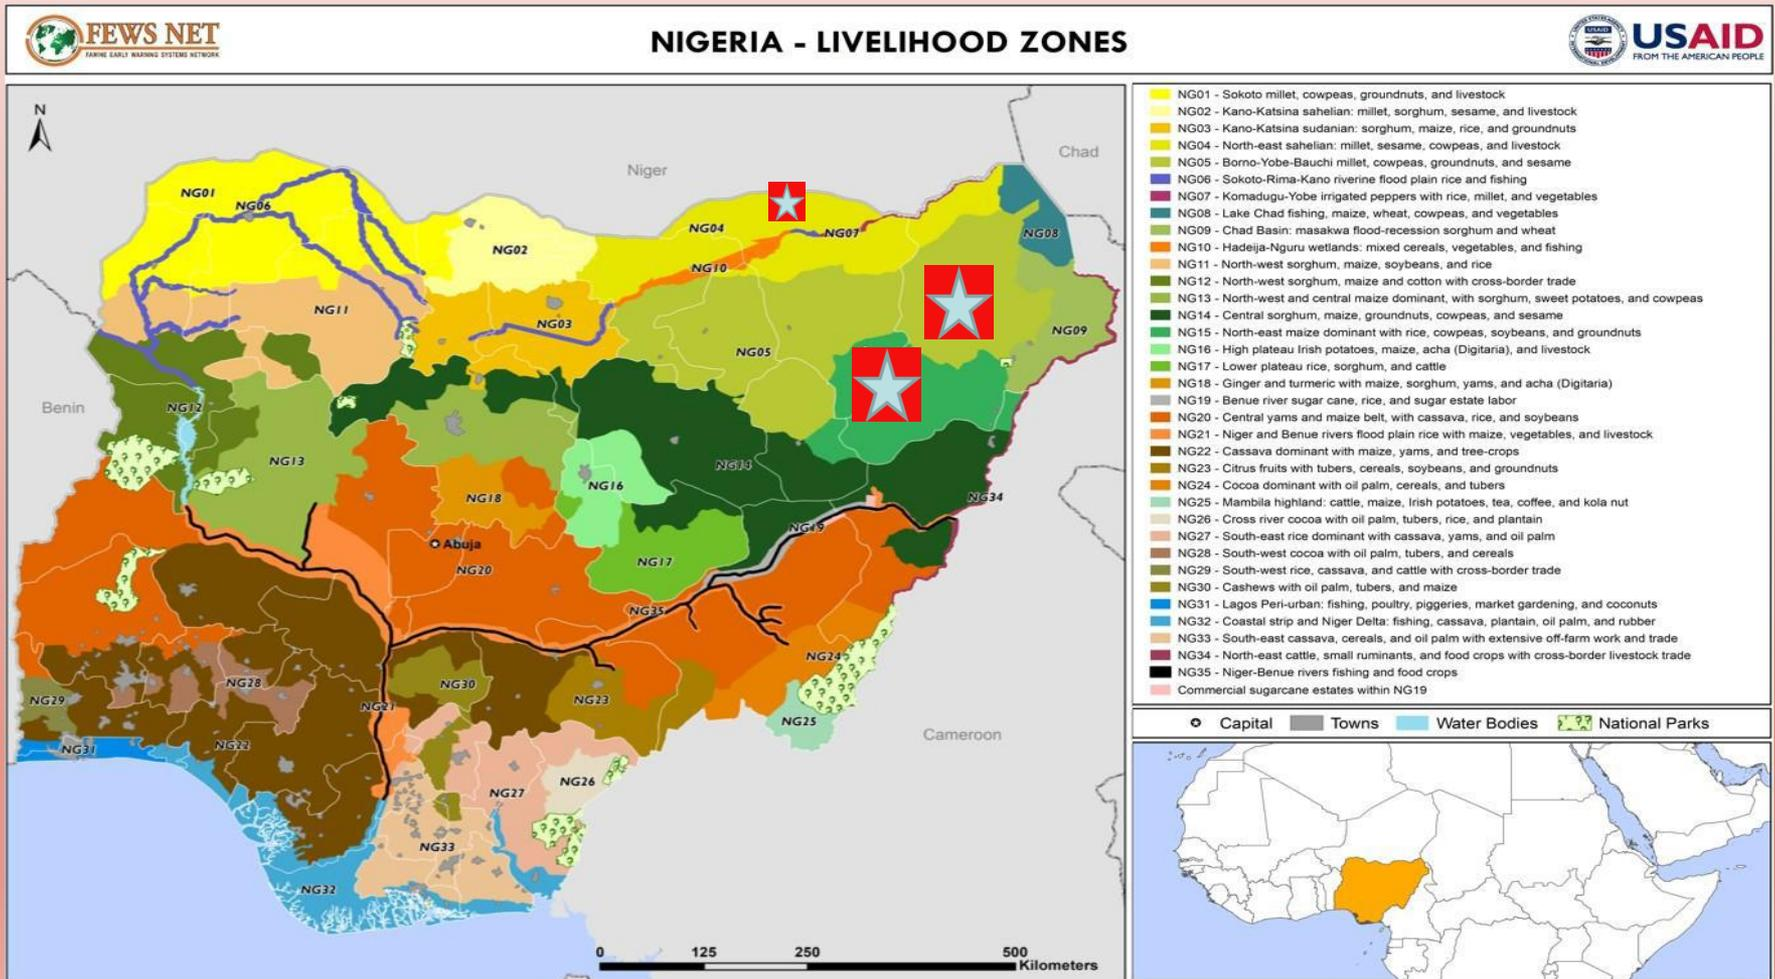 FEWS NET
FAMINE EARLY WARNING SYSTEMS NETWORK
NIGERIA - LIVELIHOOD ZONES
USAID
FROM THE AMERICAN PEOPLE
N
Niger
Chad
NG01
NG06
NG04
NG07
NG08
NG02
NG10
NG11
NG03
NG09
NG05
Benin
NG12
NG13
NG14
NG16
NG18
NG34
NG19
Abuja
NG17
NG20
NG35
NG24
NG28
NG30
NG29
NG23
NG21
NG25
Cameroon
NG31
NG22
NG26
NG27
NG33
NG32
0 125 250 500
Kilometers
NG01 - Sokoto millet, cowpeas, groundnuts, and livestock
NG02 - Kano-Katsina sahelian: millet, sorghum, sesame, and livestock
NG03 - Kano-Katsina sudanian: sorghum, maize, rice, and groundnuts
NG04 - North-east sahelian: millet, sesame, cowpeas, and livestock
NG05 - Borno-Yobe-Bauchi millet, cowpeas, groundnuts, and sesame
NG06 - Sokoto-Rima-Kano riverine flood plain rice and fishing
NG07 - Komadugu-Yobe irrigated peppers with rice, millet, and vegetables
NG08 - Lake Chad fishing, maize, wheat, cowpeas, and vegetables
NG09 - Chad Basin: masakwa flood-recession sorghum and wheat
NG10 - Hadeija-Nguru wetlands: mixed cereals, vegetables, and fishing
NG11 - North-west sorghum, maize, soybeans, and rice
NG12 - North-west sorghum, maize and cotton with cross-border trade
NG13 - North-west and central maize dominant, with sorghum, sweet potatoes, and cowpeas
NG14 - Central sorghum, maize, groundnuts, cowpeas, and sesame
NG15 - North-east maize dominant with rice, cowpeas, soybeans, and groundnuts
NG16 - High plateau Irish potatoes, maize, acha (Digitaria), and livestock
NG17 - Lower plateau rice, sorghum, and cattle
NG18 - Ginger and turmeric with maize, sorghum, yams, and acha (Digitaria)
NG19 - Benue river sugar cane, rice, and sugar estate labor
NG20 - Central yams and maize belt, with cassava, rice, and soybeans
NG21 - Niger and Benue rivers flood plain rice with maize, vegetables, and livestock
NG22 - Cassava dominant with maize, yams, and tree-crops
NG23 - Citrus fruits with tubers, cereals, soybeans, and groundnuts
NG24 - Cocoa dominant with oil palm, cereals, and tubers
NG25 - Mambila highland: cattle, maize, Irish potatoes, tea, coffee, and kola nut
NG26 - Cross river cocoa with oil palm, tubers, rice, and plantain
NG27 - South-east rice dominant with cassava, yams, and oil palm
NG28 - South-west cocoa with oil palm, tubers, and cereals
NG29 - South-west rice, cassava, and cattle with cross-border trade
NG30 - Cashews with oil palm, tubers, and maize
NG31 - Lagos Peri-urban: fishing, poultry, piggeries, market gardening, and coconuts
NG32 - Coastal strip and Niger Delta: fishing, cassava, plantain, oil palm, and rubber
NG33 - South-east cassava, cereals, and oil palm with extensive off-farm work and trade
NG34 - North-east cattle, small ruminants, and food crops with cross-border livestock trade
NG35 - Niger-Benue rivers fishing and food crops
Commercial sugarcane estates within NG19
Capital Towns Water Bodies National Parks